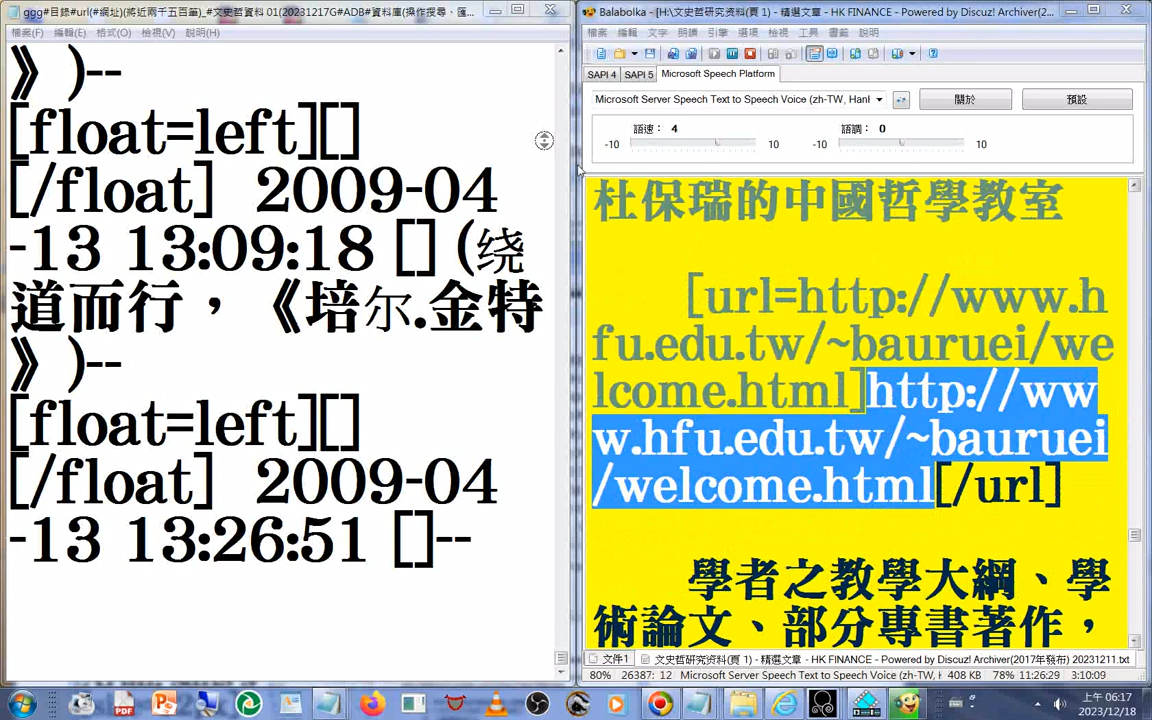 ggg#目錄#url(#網址)(將近兩千五百筆)_#文史哲資料 01(20231217G#ADB#資料庫(操作搜尋、匯...
檔案(F) 編輯(E) 格式(O) 檢視(V) 說明(H)
》)--
[float=left][]
[/float] 2009-04
-13 13:09:18 [] (绕
道而行，《培尔.金特
》)--
[float=left][]
[/float] 2009-04
-13 13:26:51 []--
Balabolka - [H:\文史哲研究资料(頁 1) - 精選文章 - HK FINANCE - Powered by Discuz! Archiver(2...
檔案 編輯 文字 朗讀 引擎 選項 檢視 工具 書籤 說明
SAPI 4 SAPI 5 Microsoft Speech Platform
Microsoft Server Speech Text to Speech Voice (zh-TW, Hanl
關於 預設
語速： 4 語調： 0
-10 10 -10 10
杜保瑞的中國哲學教室
[url=http://www.h
fu.edu.tw/~bauruei/we
lcome.html]http://ww
w.hfu.edu.tw/~bauruei
/welcome.html[/url]
學者之教學大綱、學
術論文、部分專書著作，
文件1 文史哲研究资料(頁 1) - 精選文章 - HK FINANCE - Powered by Discuz! Archiver(2017年發布) 20231211.txt
80% 26387: 12 Microsoft Server Speech Text to Speech Voice (zh-TW, H 408 KB 78% 11:26:29 3:10:09
上午 06:17
2023/12/18